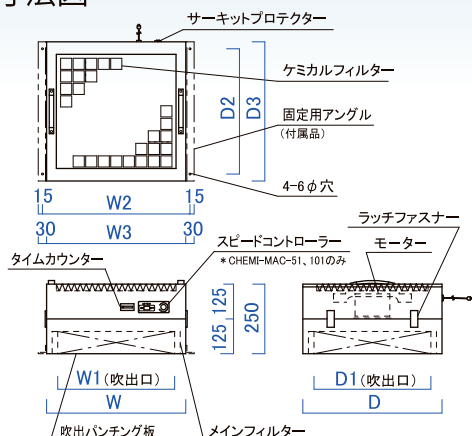 寸法図
サーキットプロテクター
ケミカルフィルター
D2
D3
固定用アングル
(付属品)
4-6φ穴
15
W2
15
30
W3
30
スピードコントローラー
*CHEMI-MAC-51、101のみ
ラッチファスナー
モーター
タイムカウンター
125
125
250
W1(吹出口)
W
D1(吹出口)
D
吹出パンチング板
メインフィルター